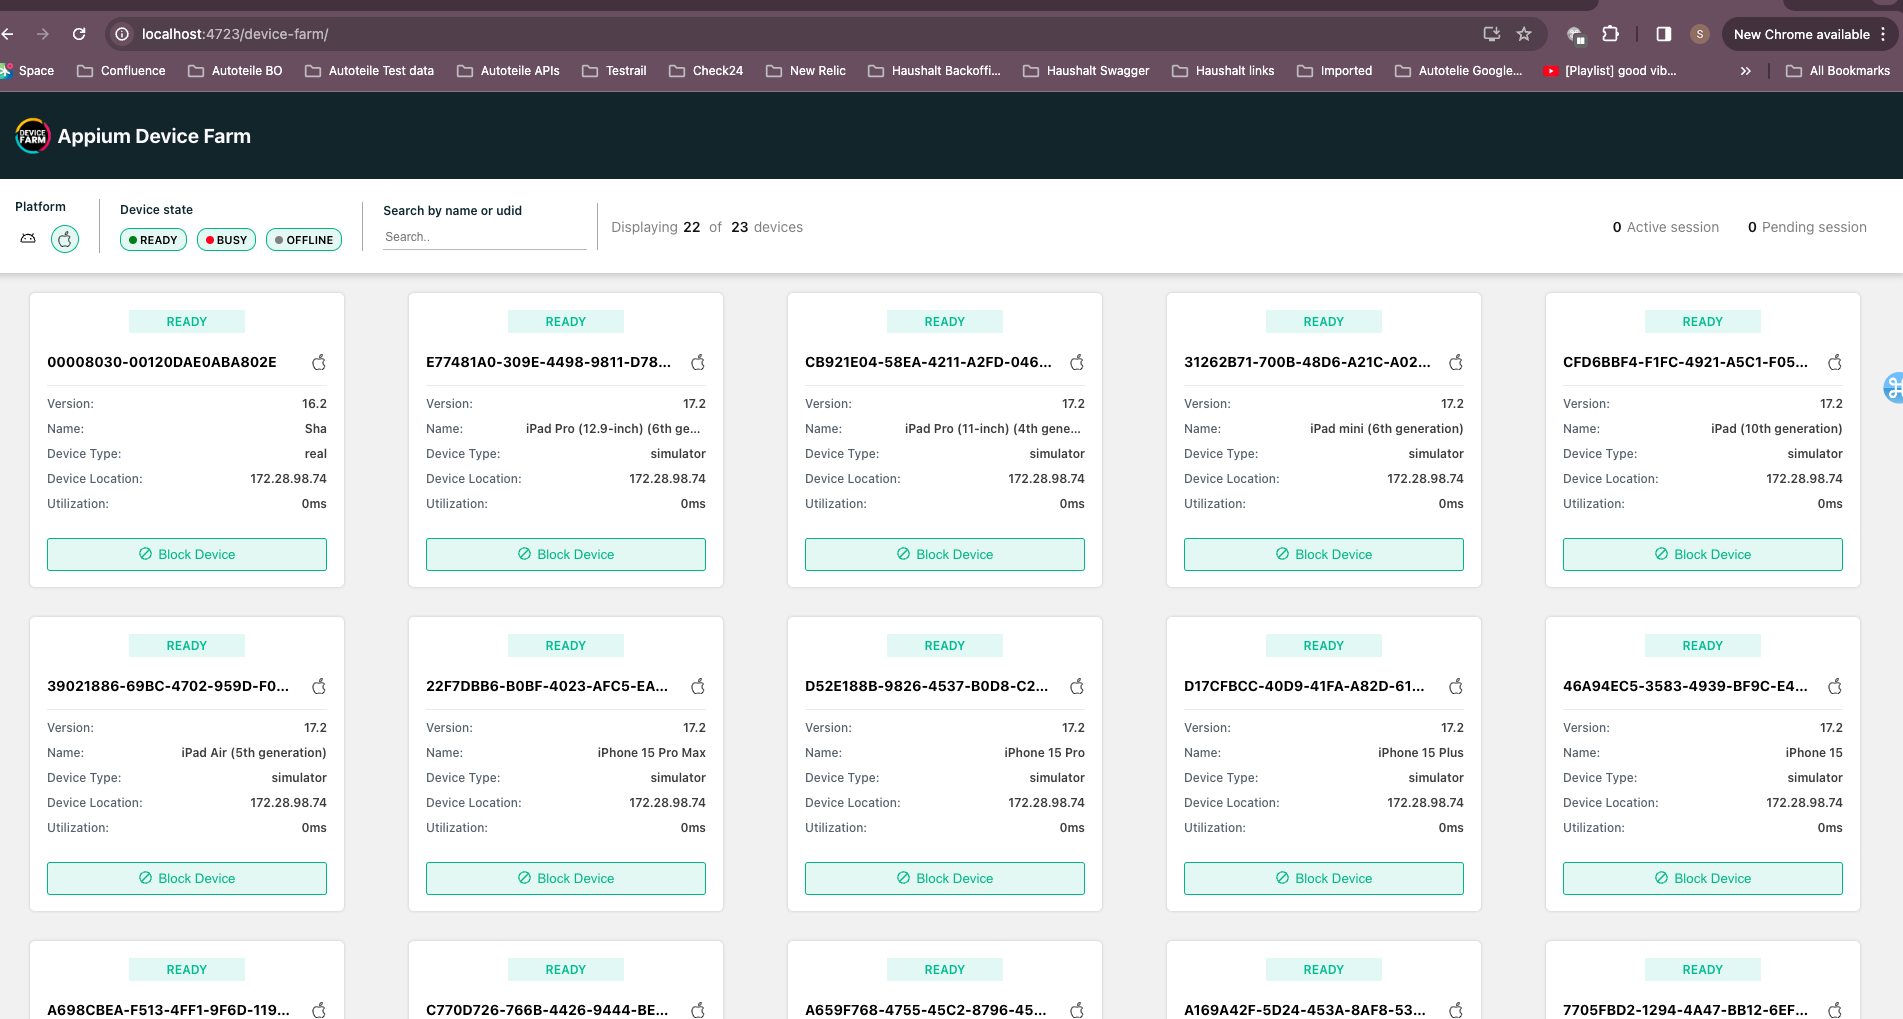 localhost:4723/device-farm/
S
New Chrome available
Space
Confluence
Autoteile BO
Autoteile Test data
Autoteile APIs
Testrail
Check24
New Relic
Haushalt Backoffi...
Haushalt Swagger
Haushalt links
Imported
Autotelie Google...
[Playlist] good vib...
»
All Bookmarks
DEVICE FARM
Appium Device Farm
Platform
Device state
READY
BUSY
OFFLINE
Search by name or udid
Search..
Displaying 22 of 23 devices
0 Active session
0 Pending session
READY
00008030-00120DAE0ABA802E
Version: 16.2
Name: Sha
Device Type: real
Device Location: 172.28.98.74
Utilization: 0ms
Block Device
READY
E77481A0-309E-4498-9811-D78...
Version: 17.2
Name: iPad Pro (12.9-inch) (6th ge...
Device Type: simulator
Device Location: 172.28.98.74
Utilization: 0ms
Block Device
READY
CB921E04-58EA-4211-A2FD-046...
Version: 17.2
Name: iPad Pro (11-inch) (4th gene...
Device Type: simulator
Device Location: 172.28.98.74
Utilization: 0ms
Block Device
READY
31262B71-700B-48D6-A21C-A02...
Version: 17.2
Name: iPad mini (6th generation)
Device Type: simulator
Device Location: 172.28.98.74
Utilization: 0ms
Block Device
READY
CFD6BBF4-F1FC-4921-A5C1-F05...
Version: 17.2
Name: iPad (10th generation)
Device Type: simulator
Device Location: 172.28.98.74
Utilization: 0ms
Block Device
READY
39021886-69BC-4702-959D-F0...
Version: 17.2
Name: iPad Air (5th generation)
Device Type: simulator
Device Location: 172.28.98.74
Utilization: 0ms
Block Device
READY
22F7DBB6-B0BF-4023-AFC5-EA...
Version: 17.2
Name: iPhone 15 Pro Max
Device Type: simulator
Device Location: 172.28.98.74
Utilization: 0ms
Block Device
READY
D52E188B-9826-4537-B0D8-C2...
Version: 17.2
Name: iPhone 15 Pro
Device Type: simulator
Device Location: 172.28.98.74
Utilization: 0ms
Block Device
READY
D17CFBCC-40D9-41FA-A82D-61...
Version: 17.2
Name: iPhone 15 Plus
Device Type: simulator
Device Location: 172.28.98.74
Utilization: 0ms
Block Device
READY
46A94EC5-3583-4939-BF9C-E4...
Version: 17.2
Name: iPhone 15
Device Type: simulator
Device Location: 172.28.98.74
Utilization: 0ms
Block Device
READY
A698CBEA-F513-4FF1-9F6D-119...
READY
C770D726-766B-4426-9444-BE...
READY
A659F768-4755-45C2-8796-45...
READY
A169A42F-5D24-453A-8AF8-53...
READY
7705FBD2-1294-4A47-BB12-6EF...